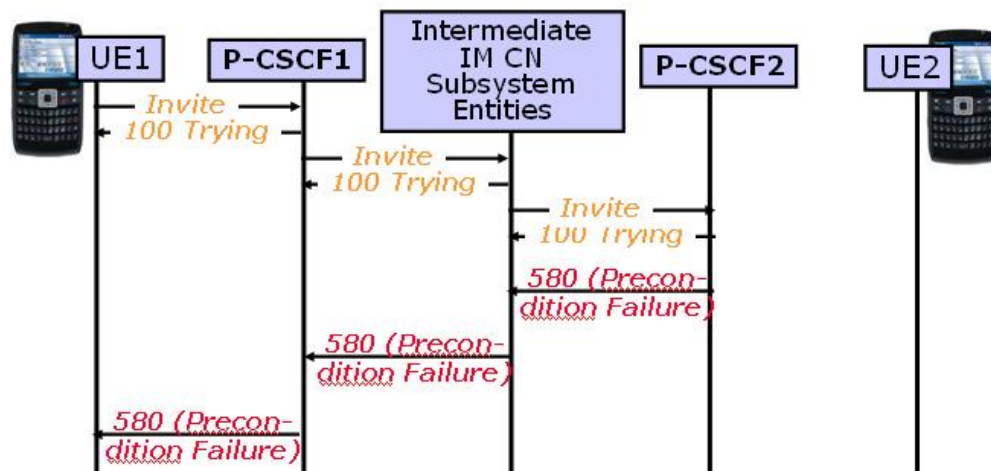 UE1
P-CSCF1
Intermediate
IM CN
Subsystem
Entities
P-CSCF2
UE2
Invite
100 Trying
Invite
100 Trying
Invite
100 Trying
580 (Precon-
dition Failure)
580 (Precon-
dition Failure)
580 (Precon-
dition Failure)